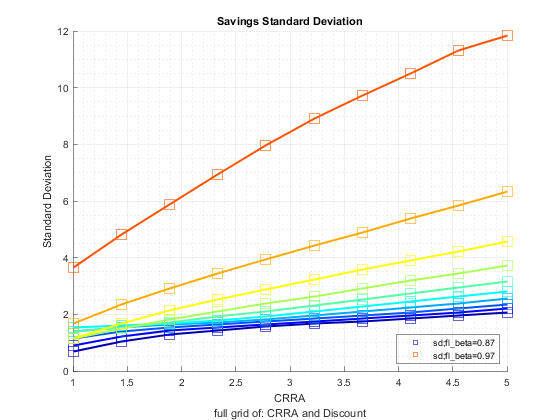 Savings Standard Deviation
12
10
8
6
4
2
0
Standard Deviation
1
1.5
2
2.5
3
3.5
4
4.5
5
CRRA
full grid of: CRRA and Discount
sd;fl_beta=0.87
sd;fl_beta=0.97